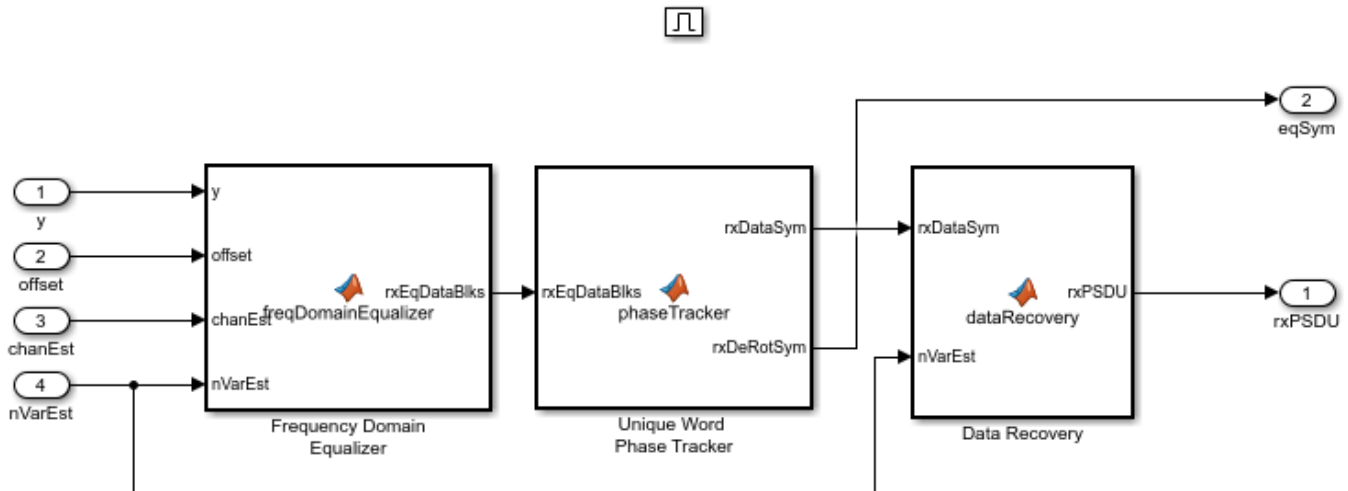 2
eqSym
1
y
2
offset
3
chanEst
4
nVarEst
y
offset
chanEst
nVarEst
freqDomainEqualizer
rxEqDataBlks
Frequency Domain
Equalizer
rxEqDataBlks
phaseTracker
rxDataSym
rxDeRotSym
Unique Word
Phase Tracker
rxDataSym
nVarEst
dataRecovery
rxPSDU
Data Recovery
1
rxPSDU